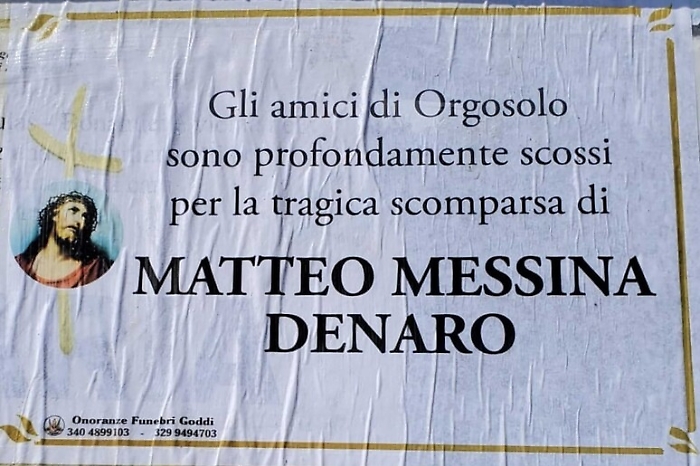 Gli amici di Orgosolo
sono profondamente scossi
per la tragica scomparsa di
MATTEO MESSINA
DENARO
Onoranze Funebri Goddi
340 4899103 - 329 9494703